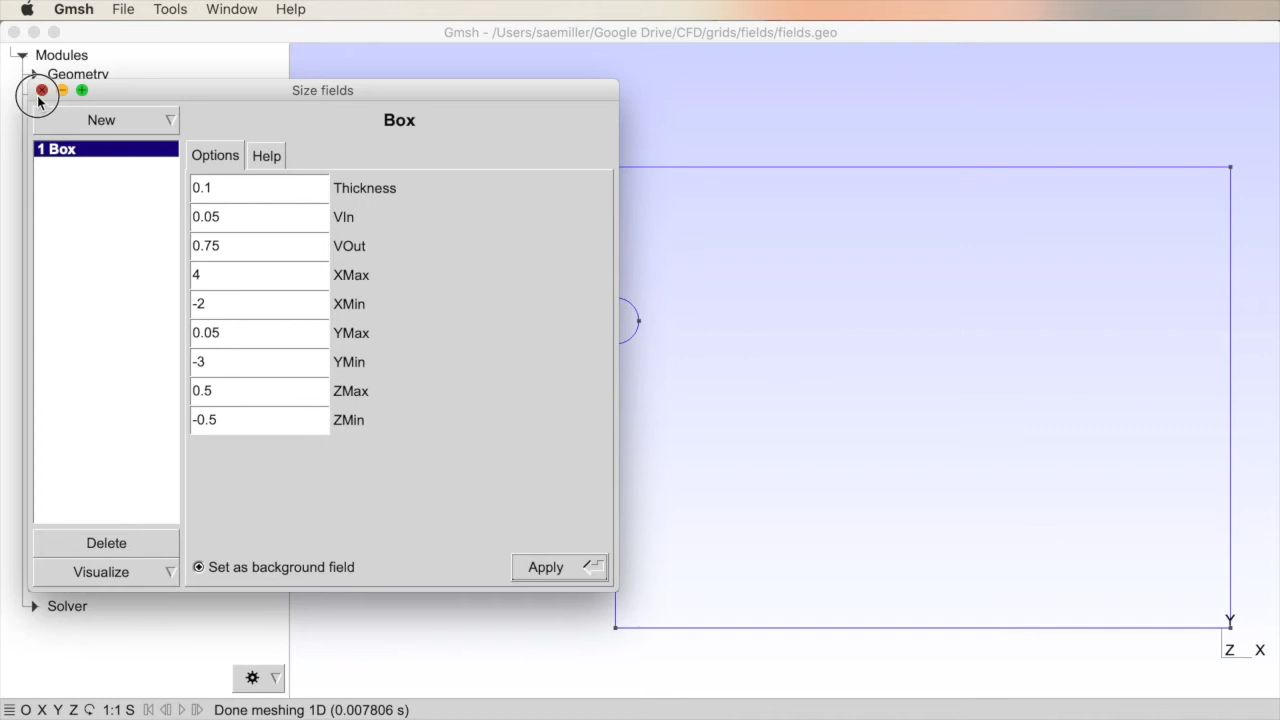 Gmsh File Tools Window Help
Gmsh - /Users/saemiller/Google Drive/CFD/grids/fields/fields.geo
Modules
Geometry
Size fields
New
Box
1 Box
Options Help
0.1 Thickness
0.05 VIn
0.75 VOut
4 XMax
-2 XMin
0.05 YMax
-3 YMin
0.5 ZMax
-0.5 ZMin
Delete
Set as background field Apply
Visualize
Solver
Y
Z X
O X Y Z 1:1 S Done meshing 1D (0.007806 s)